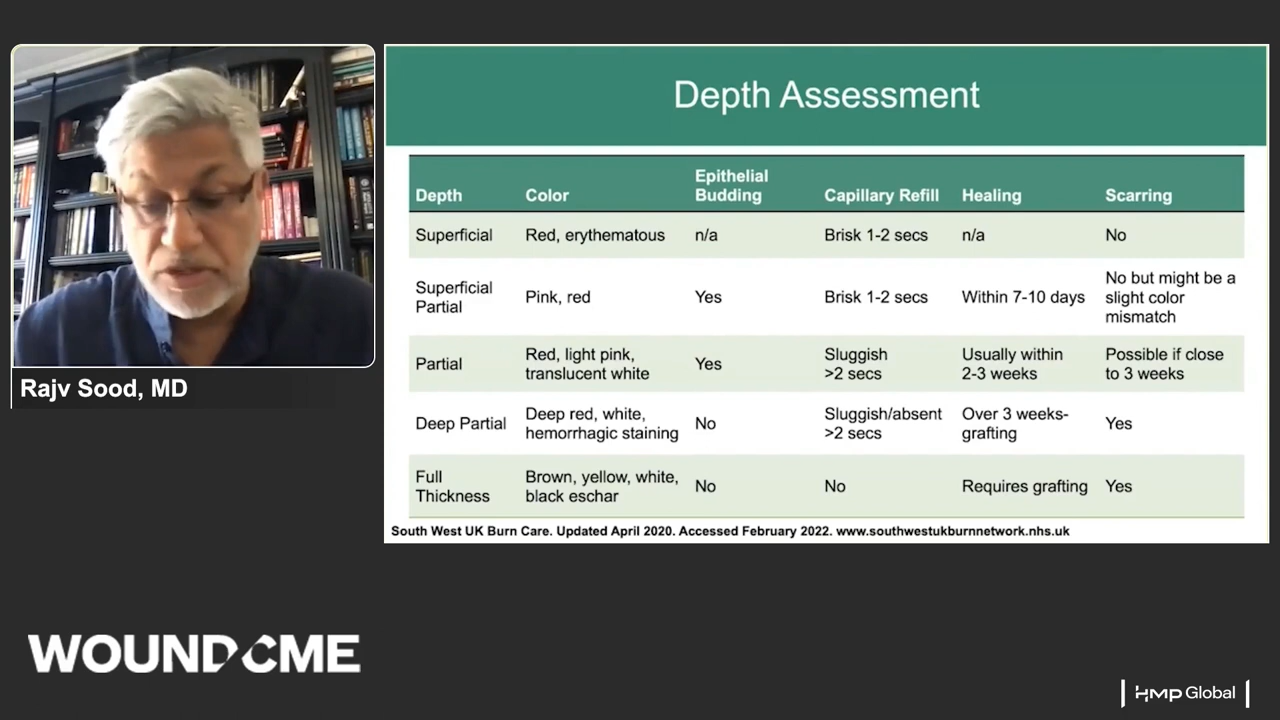 Depth Assessment
Depth Color Epithelial Budding Capillary Refill Healing Scarring
Superficial Red, erythematous n/a Brisk 1-2 secs n/a No
Superficial Partial Pink, red Yes Brisk 1-2 secs Within 7-10 days No but might be a slight color mismatch
Partial Red, light pink, translucent white Yes Sluggish >2 secs Usually within 2-3 weeks Possible if close to 3 weeks
Deep Partial Deep red, white, hemorrhagic staining No Sluggish/absent >2 secs Over 3 weeks- grafting Yes
Full Thickness Brown, yellow, white, black eschar No No Requires grafting Yes
South West UK Burn Care. Updated April 2020. Accessed February 2022. www.southwestukburnnetwork.nhs.uk
Rajv Sood, MD
WOUNDCME
HMP Global